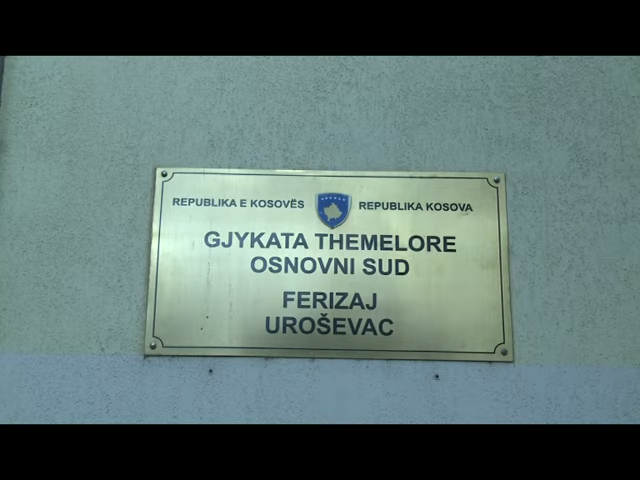 REPUBLIKA E KOSOVËS REPUBLIKA KOSOVA
GJYKATA THEMELORE
OSNOVNI SUD
FERIZAJ
UROŠEVAC